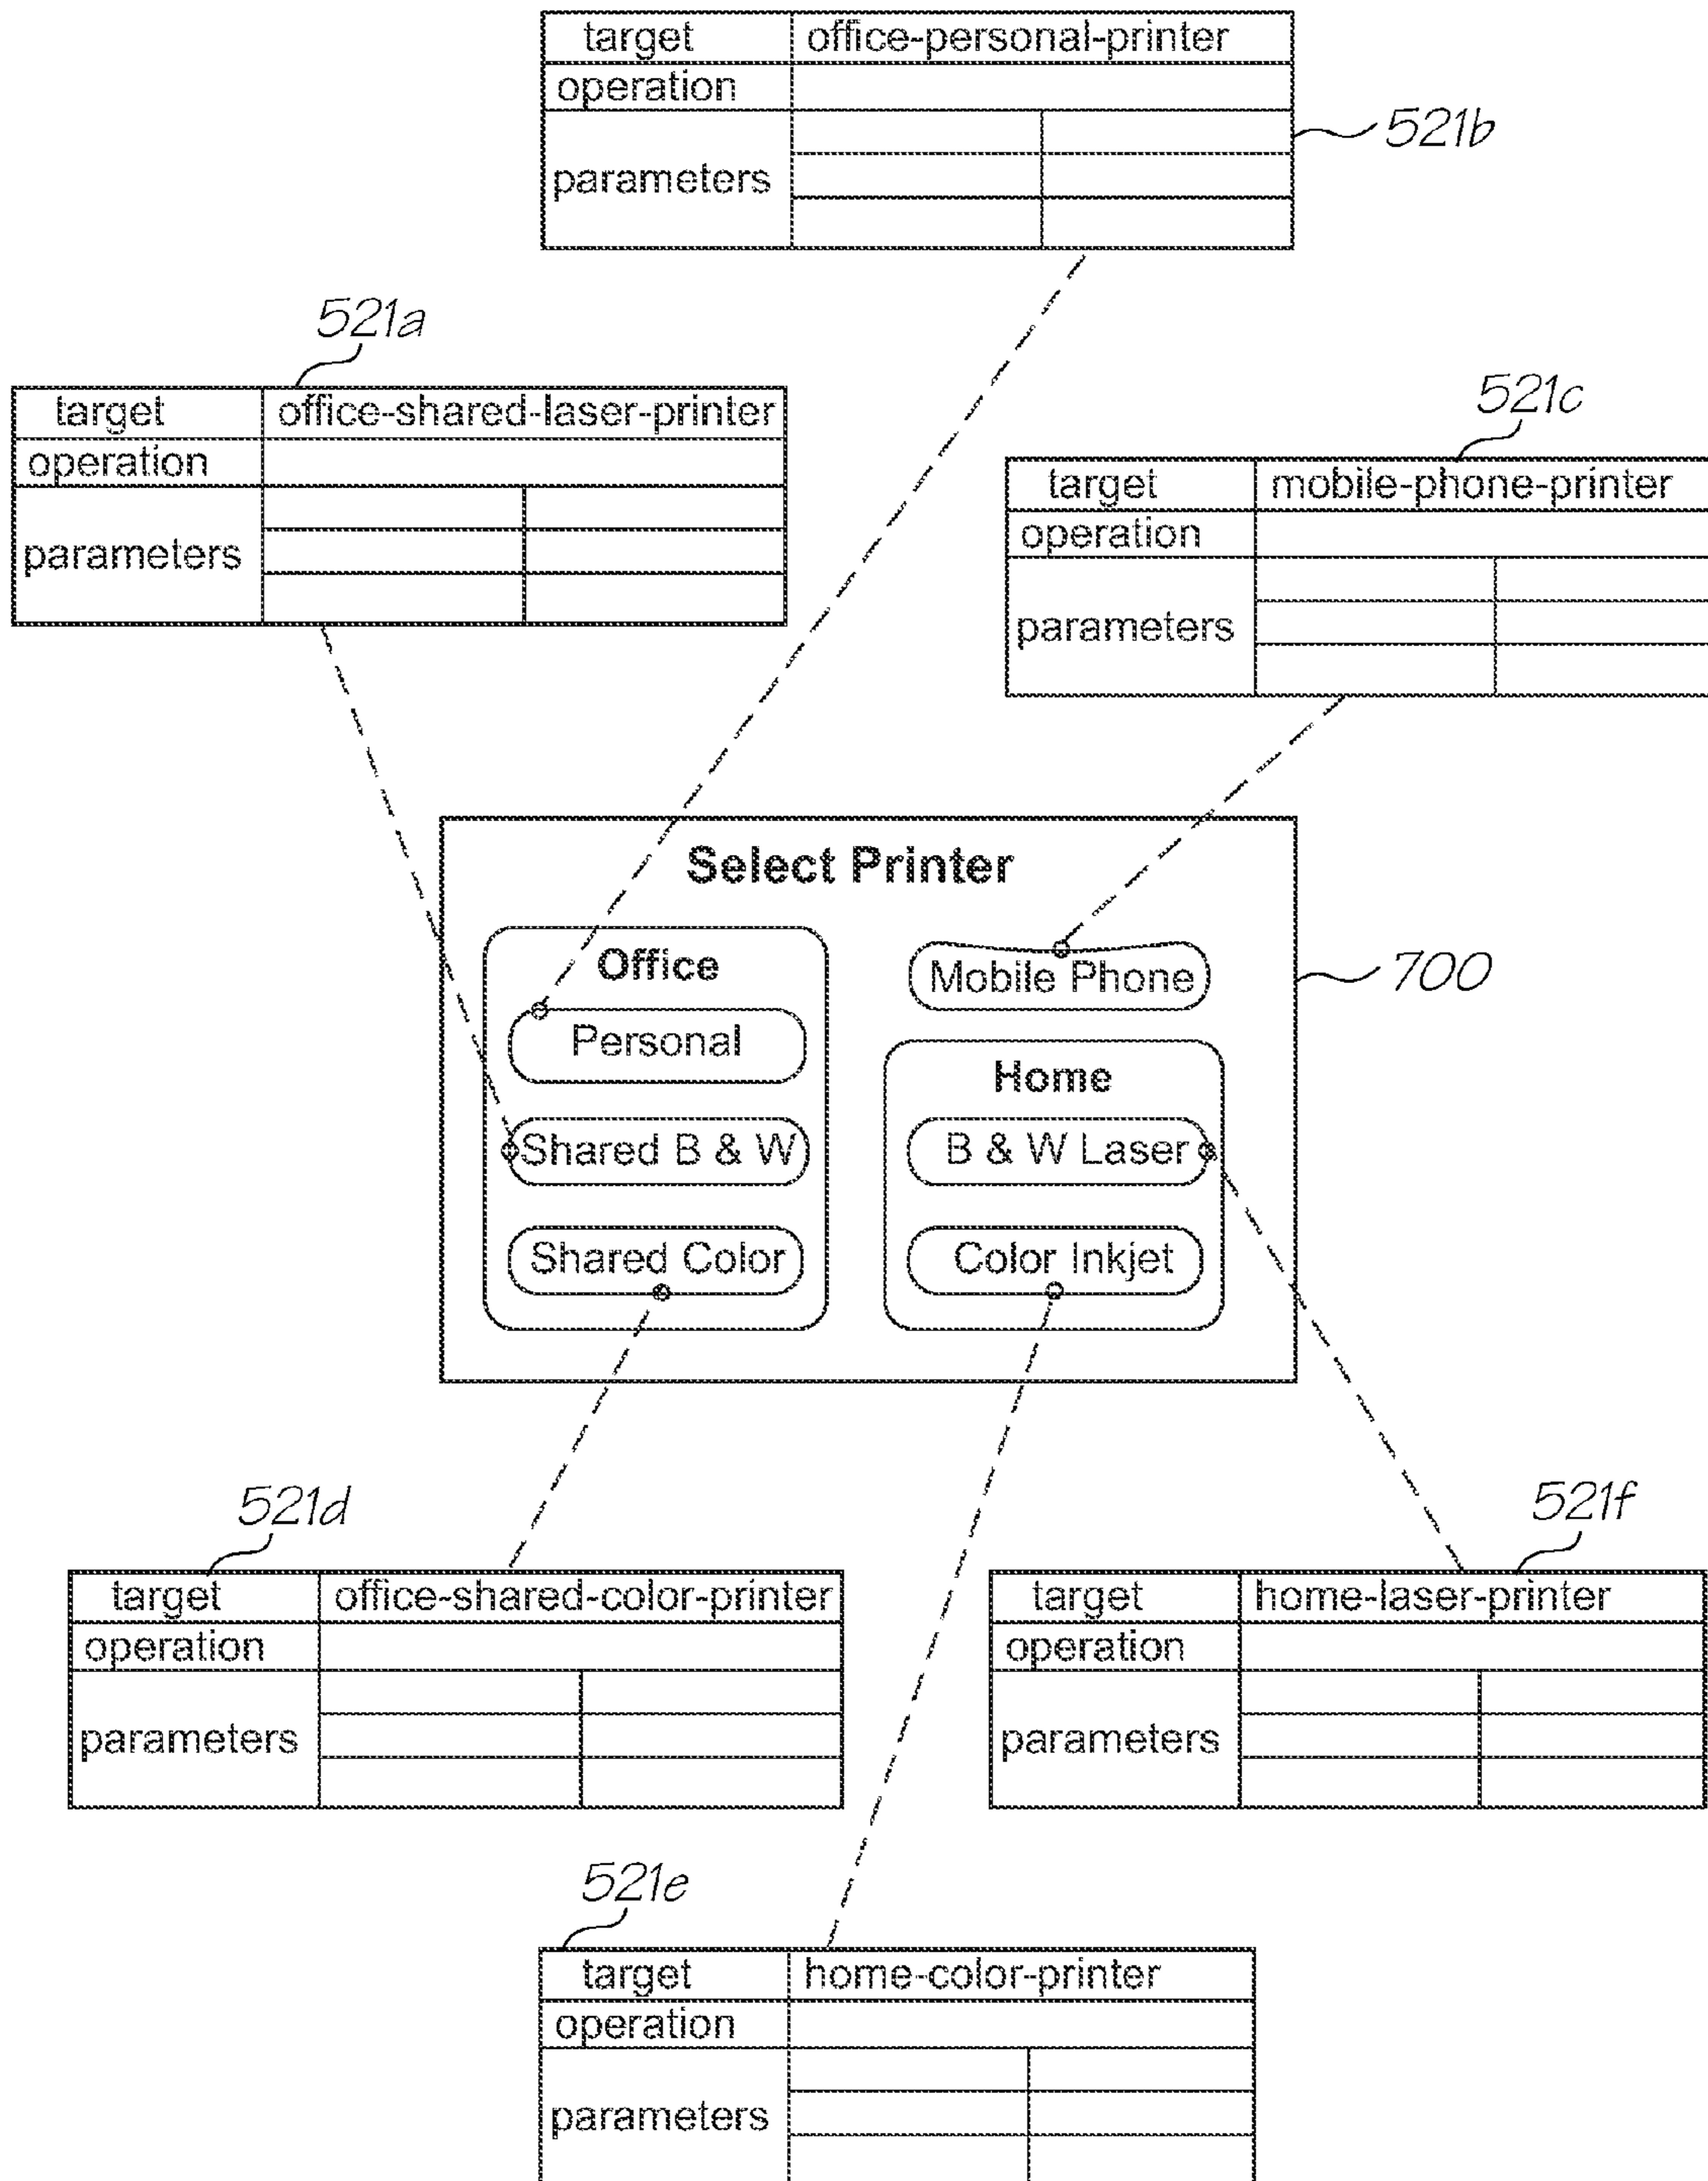 target office-personal-printer
operation
parameters
521b
521a
target office-shared-laser-printer
operation
parameters
521c
target mobile-phone-printer
operation
parameters
Select Printer
Office
Personal
Shared B & W
Shared Color
Mobile Phone
700
Home
B & W Laser
Color Inkjet
521d
target office-shared-color-printer
operation
parameters
521f
target home-laser-printer
operation
parameters
521e
target home-color-printer
operation
parameters